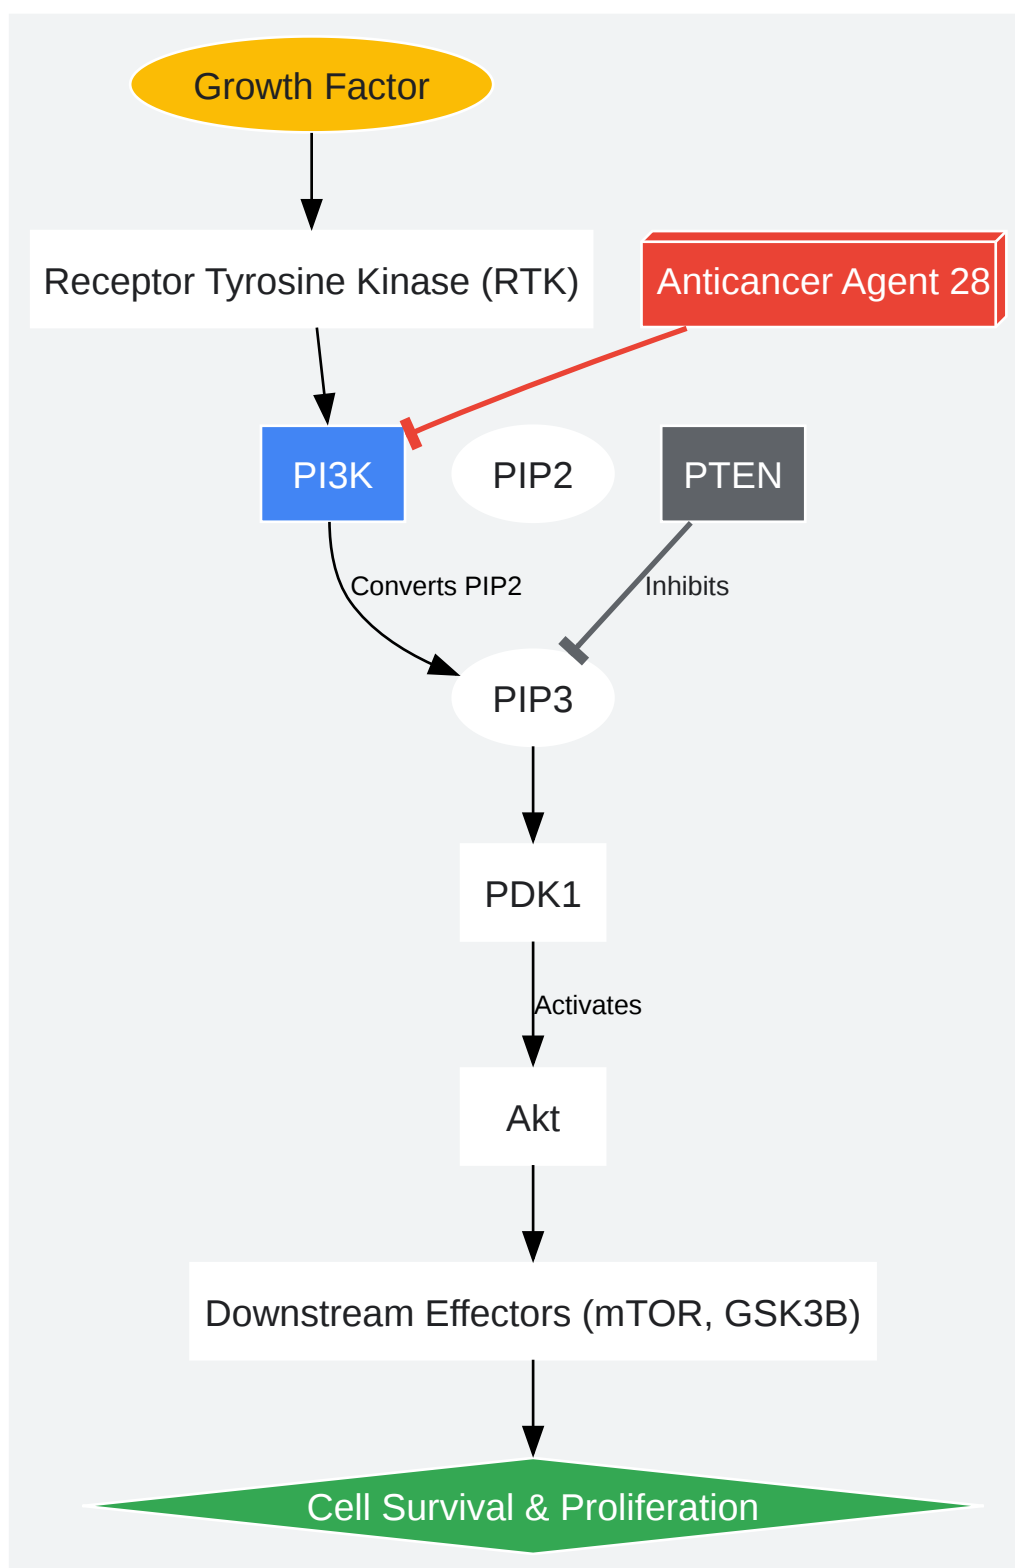 Growth Factor
Receptor Tyrosine Kinase (RTK)
Anticancer Agent 28
PI3K
PIP2
PTEN
Converts PIP2
Inhibits
PIP3
PDK1
Activates
Akt
Downstream Effectors (mTOR, GSK3B)
Cell Survival & Proliferation